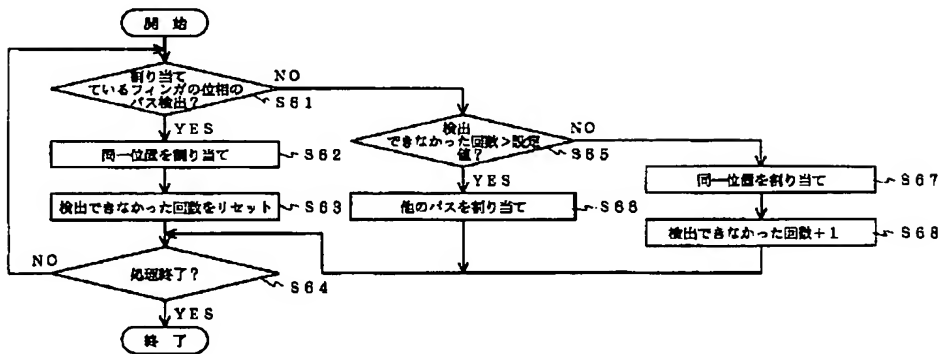 開始
割り当て
ているフィンガの位相の
パス検出?
NO
S61
YES
同一位置を割り当て
S62
検出できなかった回数をリセット
S63
NO
処理終了?
S64
YES
終了
検出
できなかった回数>設定
値?
NO
S65
YES
他のパスを割り当て
S66
同一位置を割り当て
S67
検出できなかった回数+1
S68